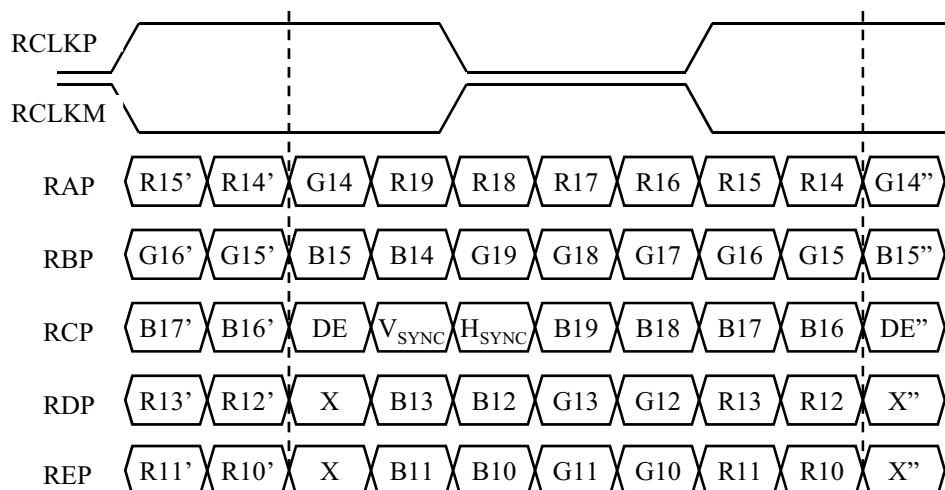 RCLKP
RCLKM
RAP R15’ R14’ G14 R19 R18 R17 R16 R15 R14 G14”
RBP G16’ G15’ B15 B14 G19 G18 G17 G16 G15 B15”
RCP B17’ B16’ DE VSYNC HSYNC B19 B18 B17 B16 DE”
RDP R13’ R12’ X B13 B12 G13 G12 R13 R12 X”
REP R11’ R10’ X B11 B10 G11 G10 R11 R10 X”